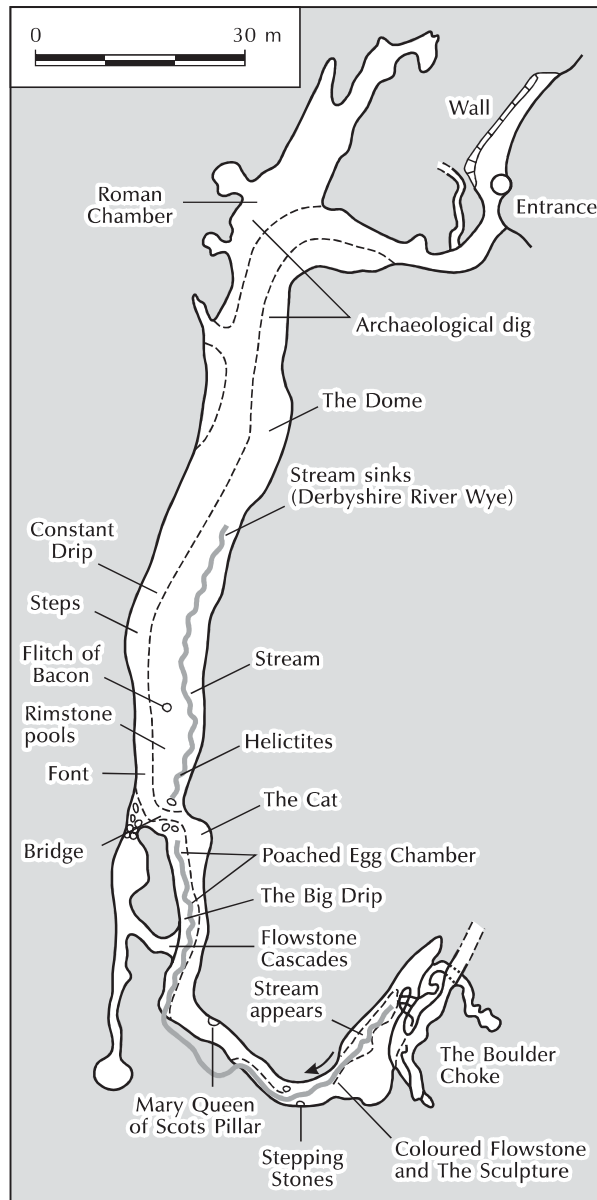 0 30 m
Wall
Entrance
Roman
Chamber
Archaeological dig
The Dome
Stream sinks
(Derbyshire River Wye)
Constant
Drip
Steps
Flitch of
Bacon
Stream
Rimstone
pools
Helictites
Font
The Cat
Bridge
Poached Egg Chamber
The Big Drip
Flowstone
Cascades
Stream
appears
The Boulder
Choke
Mary Queen
of Scots Pillar
Stepping
Stones
Coloured Flowstone
and The Sculpture